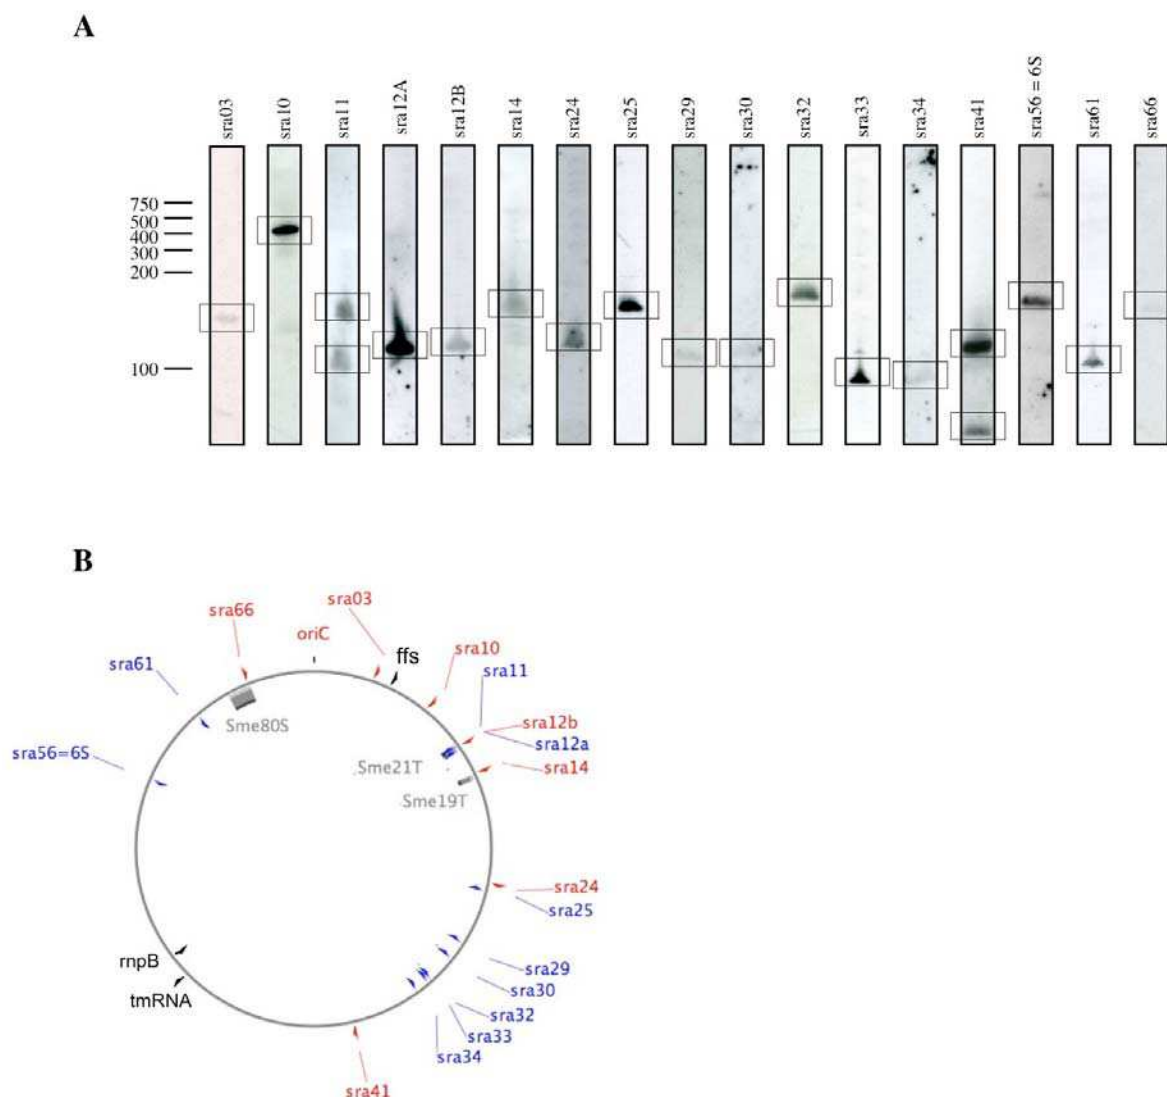 A
sra03
sra10
sra11
sra12A
sra12B
sra14
sra24
sra25
sra29
sra30
sra32
sra33
sra34
sra41
sra56 = 6S
sra61
sra66
750
500
400
300
200
100
B
sra66
oriC
sra03
ffs
sra10
sra11
sra61
sra12b
sra12a
sra14
Sme80S
sra56=6S
Sme21T
Sme19T
sra24
sra25
rnpB
tmRNA
sra29
sra30
sra32
sra33
sra34
sra41